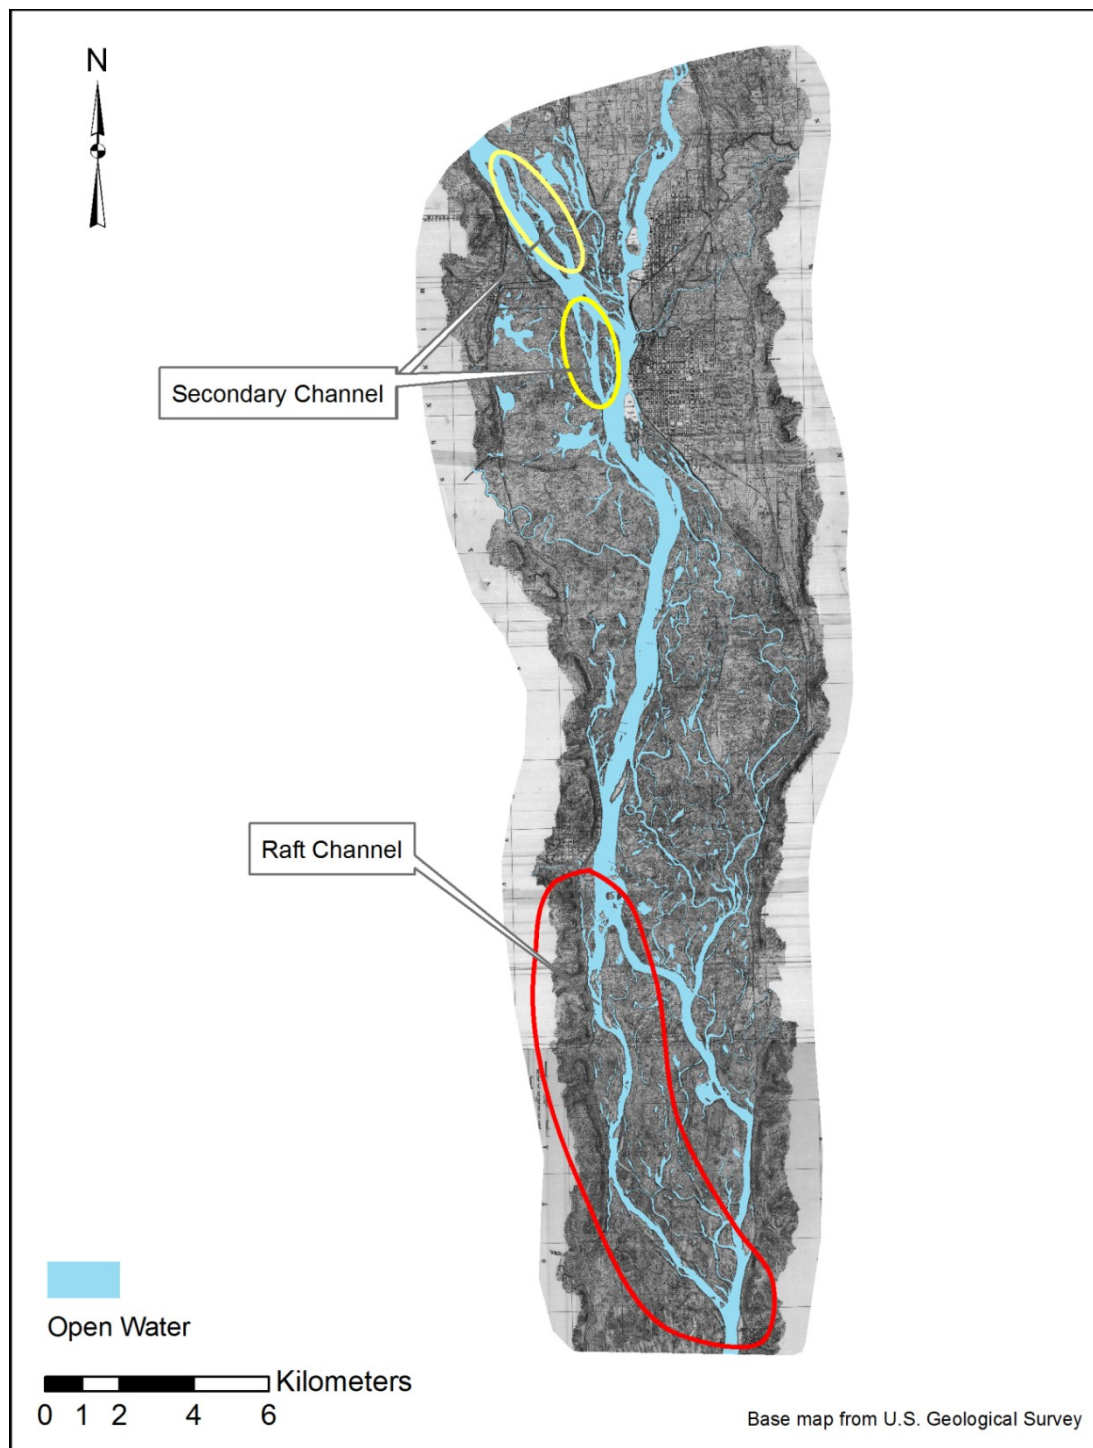 N
Secondary Channel
Raft Channel
Open Water
Kilometers
0 1 2 4 6
Base map from U.S. Geological Survey